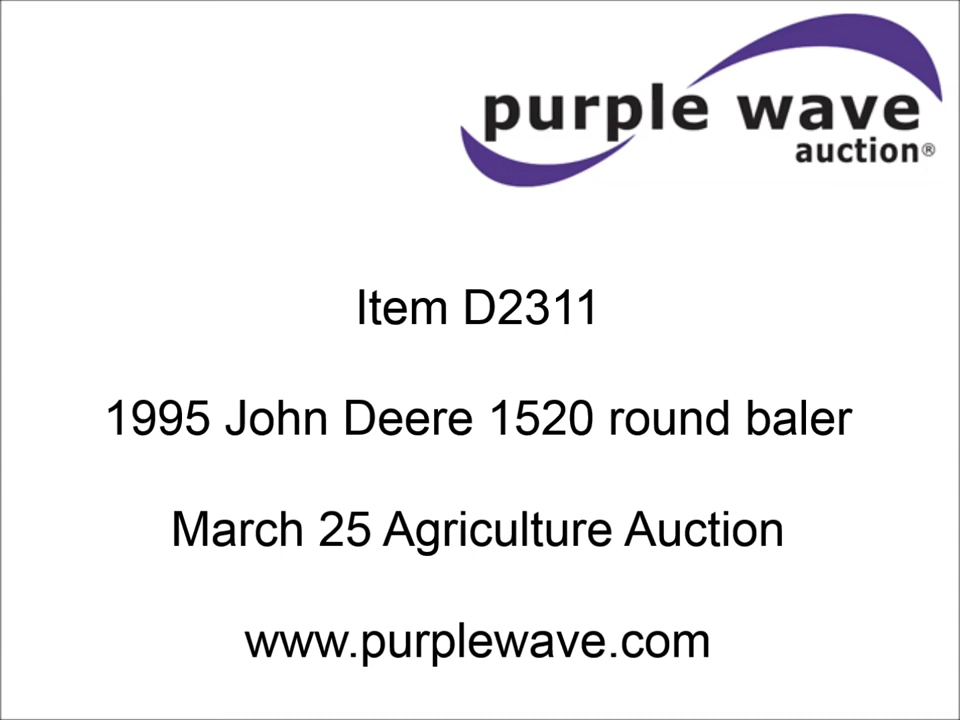 purple wave
auction®
Item D2311
1995 John Deere 1520 round baler
March 25 Agriculture Auction
www.purplewave.com